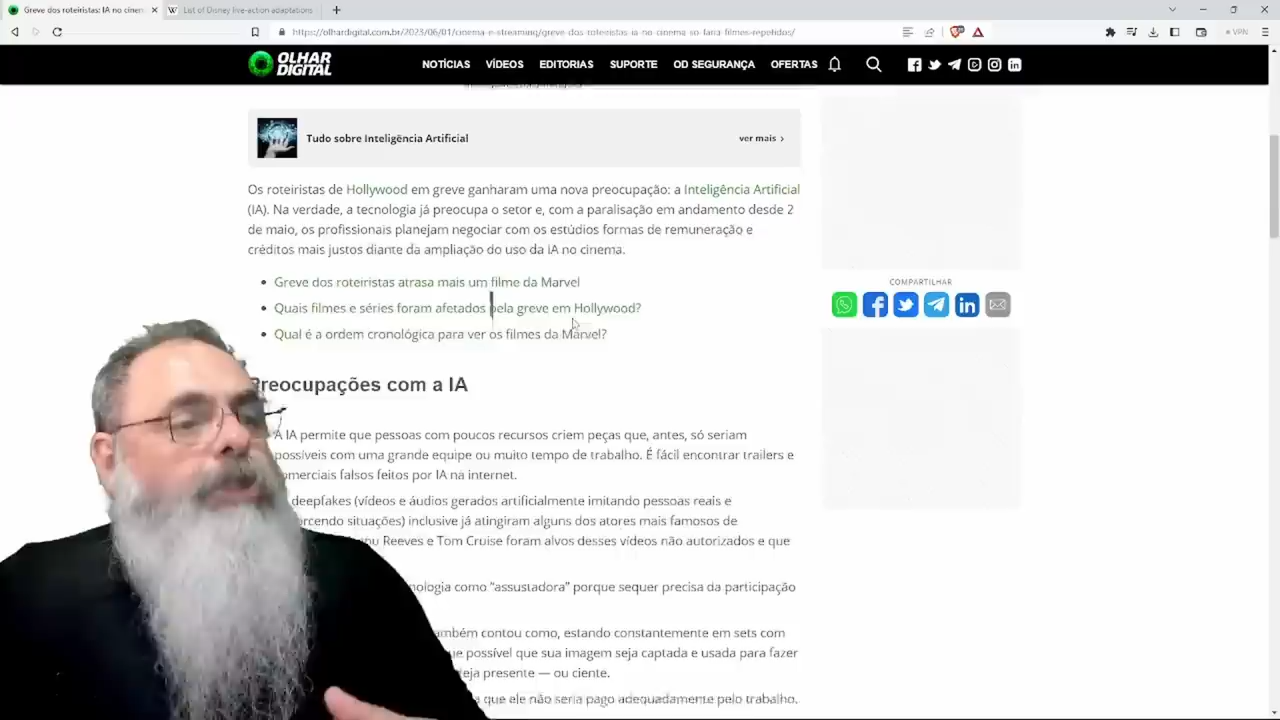 Greve dos roteiristas: IA no cinem
List of Disney live-action adaptations
https://olhardigital.com.br/2023/06/01/cinema-e-streaming/greve-dos-roteiristas-ia-no-cinema-so-faria-filmes-repetidos/
VPN
OLHAR DIGITAL
NOTÍCIAS VÍDEOS EDITORIAS SUPORTE OD SEGURANÇA OFERTAS
Tudo sobre Inteligência Artificial
ver mais
Os roteiristas de Hollywood em greve ganharam uma nova preocupação: a Inteligência Artificial
(IA). Na verdade, a tecnologia já preocupa o setor e, com a paralisação em andamento desde 2
de maio, os profissionais planejam negociar com os estúdios formas de remuneração e
créditos mais justos diante da ampliação do uso da IA no cinema.
Greve dos roteiristas atrasa mais um filme da Marvel
Quais filmes e séries foram afetados pela greve em Hollywood?
Qual é a ordem cronológica para ver os filmes da Marvel?
COMPARTILHAR
Preocupações com a IA
A IA permite que pessoas com poucos recursos criem peças que, antes, só seriam
possíveis com uma grande equipe ou muito tempo de trabalho. É fácil encontrar trailers e
comerciais falsos feitos por IA na internet.
deepfakes (vídeos e áudios gerados artificialmente imitando pessoas reais e
orcendo situações) inclusive já atingiram alguns dos atores mais famosos de
Reeves e Tom Cruise foram alvos desses vídeos não autorizados e que
nologia como “assustadora” porque sequer precisa da participação
ambém contou como, estando constantemente em sets com
que possível que sua imagem seja captada e usada para fazer
eja presente — ou ciente.
que ele não seria pago adequadamente pelo trabalho.